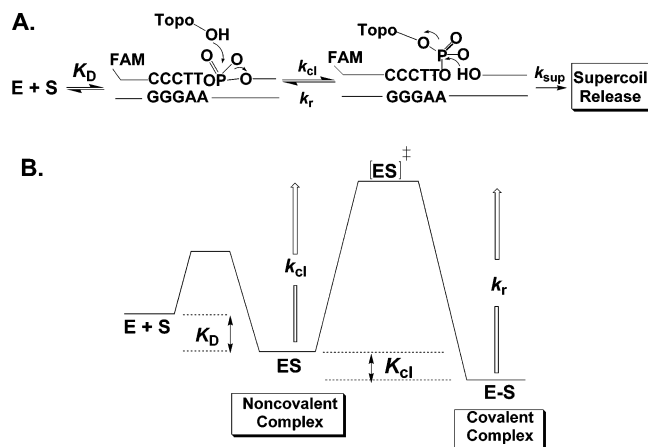 A.
Topo
OH
O
O
FAM
CCCTTOP
O
GGGAA
E + S
K_D
k_cl
k_r
Topo
O
O
P
O
FAM
CCCTTO
HO
GGGAA
k_sup
Supercoil
Release
B.
[ES]‡
k_cl
k_r
E + S
K_D
ES
K_cl
E-S
Noncovalent
Complex
Covalent
Complex